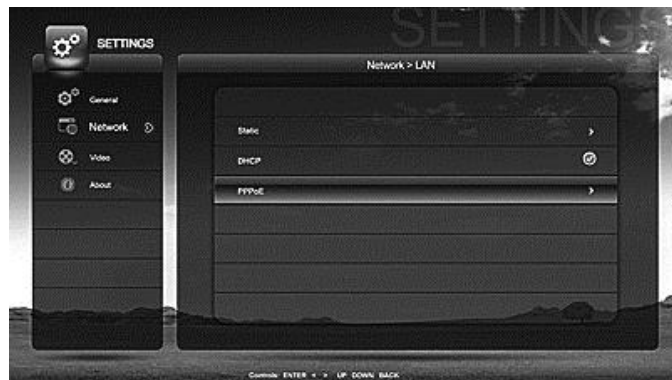 SETTINGS
SETTINGS
Network > LAN
General
Network
Video
About
Static
DHCP
PPPoE
Controls: ENTER < > UP DOWN BACK